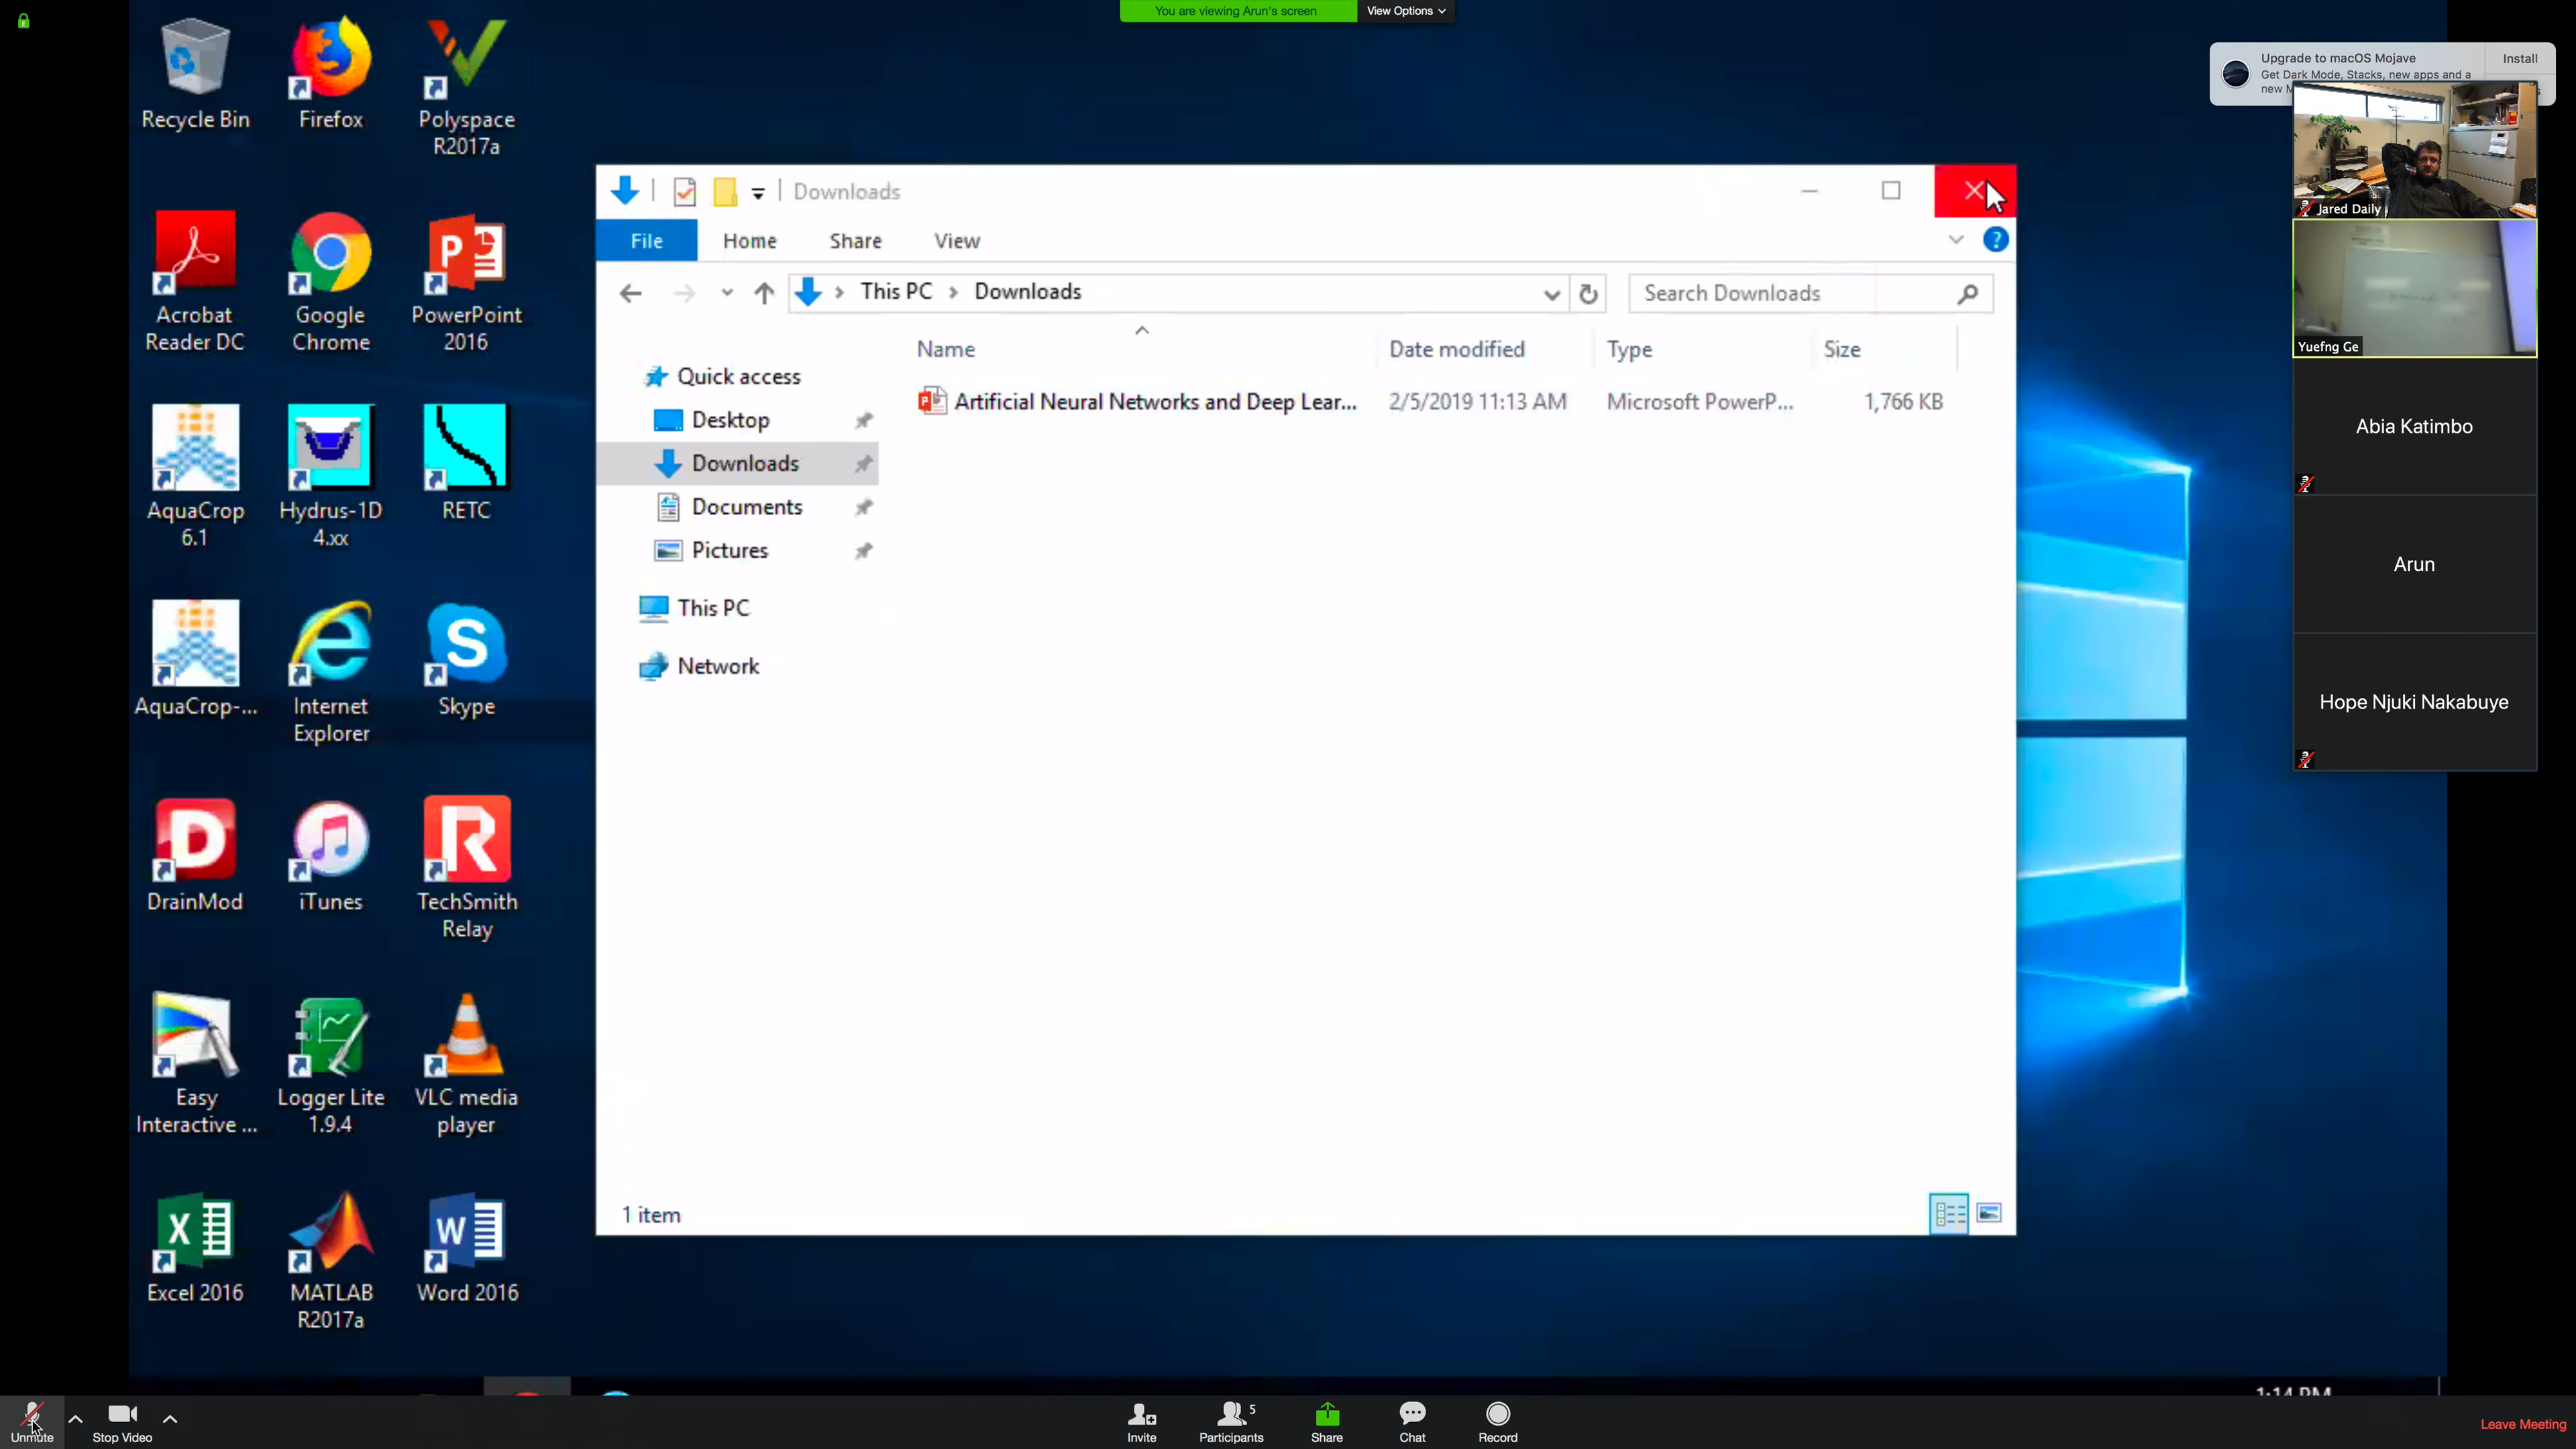 You are viewing Arun's screen
View Options
Upgrade to macOS Mojave
Get Dark Mode, Stacks, new apps and a
new
Install
Jared Daily
Yuefng Ge
Abia Katimbo
Arun
Hope Njuki Nakabuye
Recycle Bin
Firefox
Polyspace
R2017a
Acrobat
Reader DC
Google
Chrome
PowerPoint
2016
AquaCrop
6.1
Hydrus-1D
4.xx
RETC
AquaCrop-...
Internet
Explorer
Skype
DrainMod
iTunes
TechSmith
Relay
Easy
Interactive ...
Logger Lite
1.9.4
VLC media
player
Excel 2016
MATLAB
R2017a
Word 2016
Downloads
File Home Share View
This PC > Downloads
Search Downloads
Name Date modified Type Size
Artificial Neural Networks and Deep Lear... 2/5/2019 11:13 AM Microsoft PowerP... 1,766 KB
Quick access
Desktop
Downloads
Documents
Pictures
This PC
Network
1 item
1:14 PM
Unmute
Stop Video
Invite
Participants 5
Share
Chat
Record
Leave Meeting